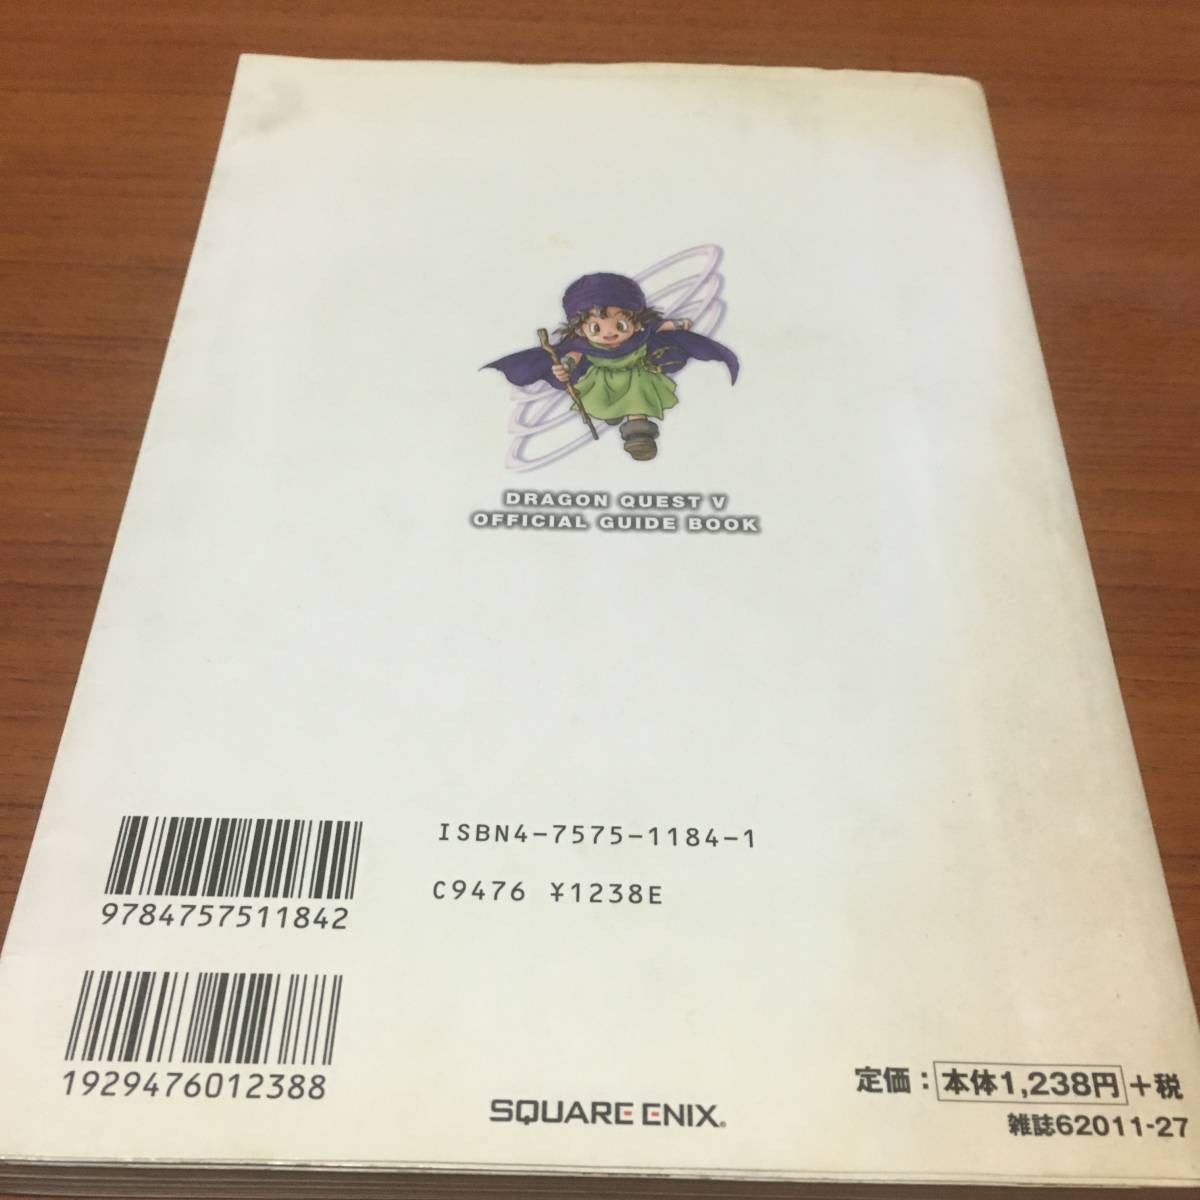 DRAGON QUEST V
OFFICIAL GUIDE BOOK
ISBN4-7575-1184-1
C9476 ¥1238E
9784757511842
1929476012388
SQUARE ENIX®
定価：本体1,238円+税
雑誌62011-27